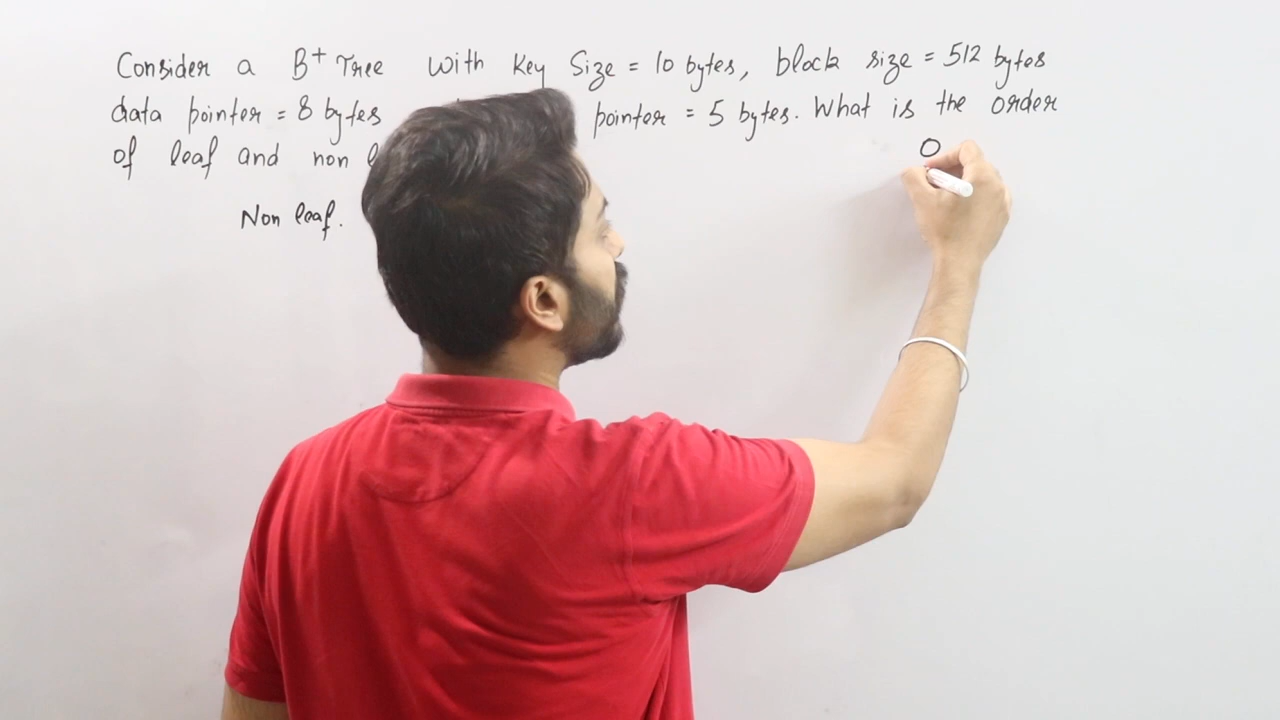 Consider a B+ Tree with key size = 10 bytes, block size = 512 bytes
data pointer = 8 bytes pointer = 5 bytes. What is the order
of leaf and non
Non leaf.
O